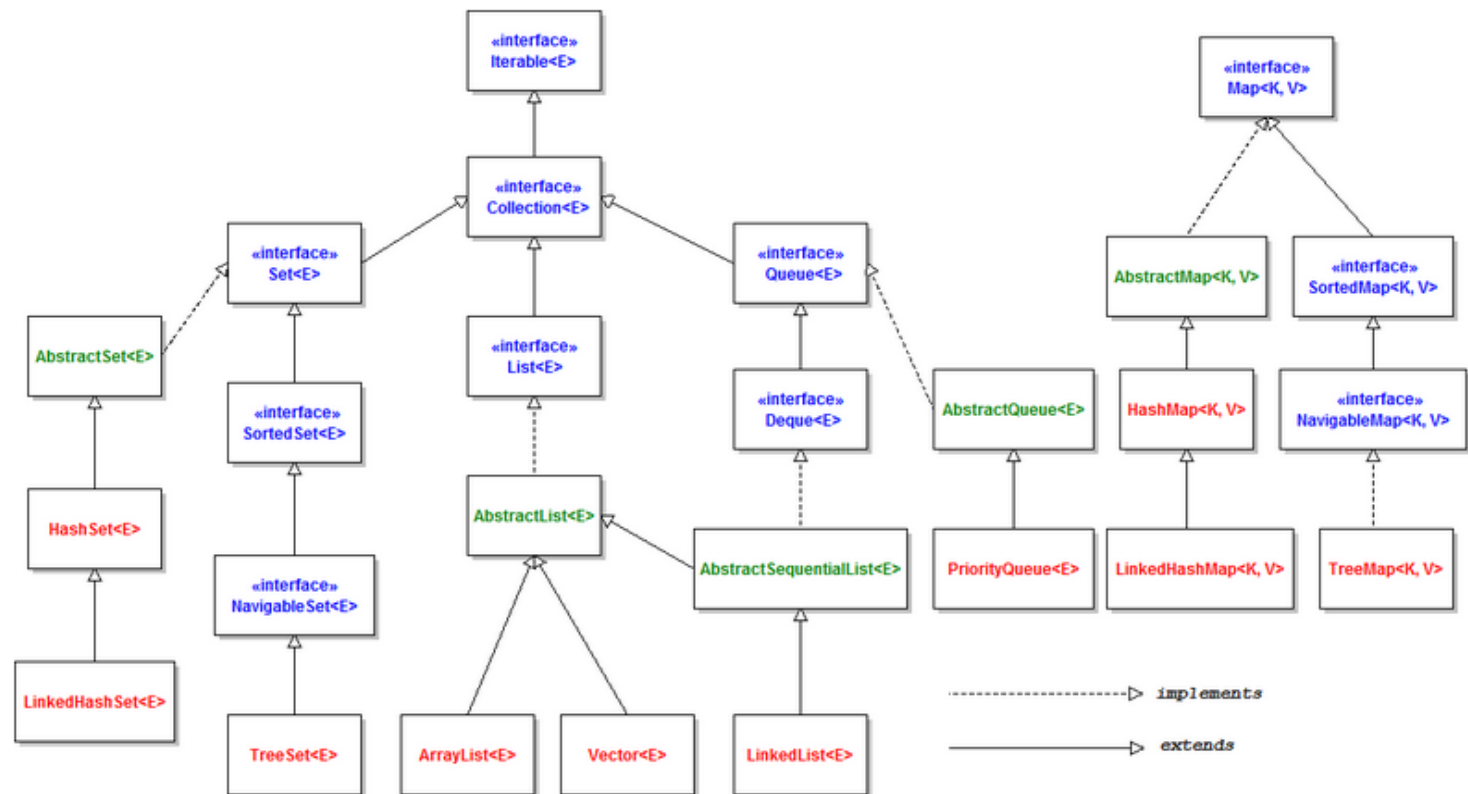 «interface»
Iterable<E>
«interface»
Map<K, V>
«interface»
Collection<E>
«interface»
Set<E>
«interface»
Queue<E>
AbstractMap<K, V>
«interface»
SortedMap<K, V>
AbstractSet<E>
«interface»
List<E>
«interface»
SortedSet<E>
«interface»
Deque<E>
AbstractQueue<E>
HashMap<K, V>
«interface»
NavigableMap<K, V>
HashSet<E>
AbstractList<E>
AbstractSequentialList<E>
PriorityQueue<E>
LinkedHashMap<K, V>
TreeMap<K, V>
«interface»
NavigableSet<E>
LinkedHashSet<E>
implements
TreeSet<E>
ArrayList<E>
Vector<E>
LinkedList<E>
extends